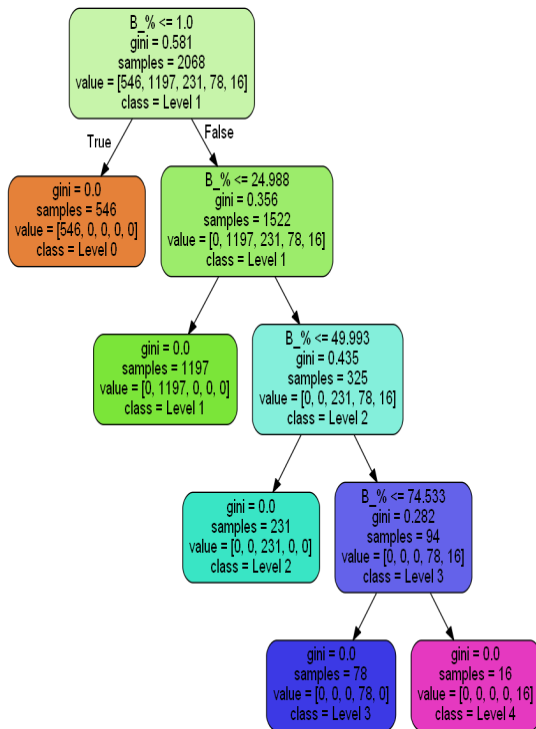 B_% <= 1.0
gini = 0.581
samples = 2068
value = [546, 1197, 231, 78, 16]
class = Level 1
True
False
gini = 0.0
samples = 546
value = [546, 0, 0, 0, 0]
class = Level 0
B_% <= 24.988
gini = 0.356
samples = 1522
value = [0, 1197, 231, 78, 16]
class = Level 1
gini = 0.0
samples = 1197
value = [0, 1197, 0, 0, 0]
class = Level 1
B_% <= 49.993
gini = 0.435
samples = 325
value = [0, 0, 231, 78, 16]
class = Level 2
gini = 0.0
samples = 231
value = [0, 0, 231, 0, 0]
class = Level 2
B_% <= 74.533
gini = 0.282
samples = 94
value = [0, 0, 0, 78, 16]
class = Level 3
gini = 0.0
samples = 78
value = [0, 0, 0, 78, 0]
class = Level 3
gini = 0.0
samples = 16
value = [0, 0, 0, 0, 16]
class = Level 4